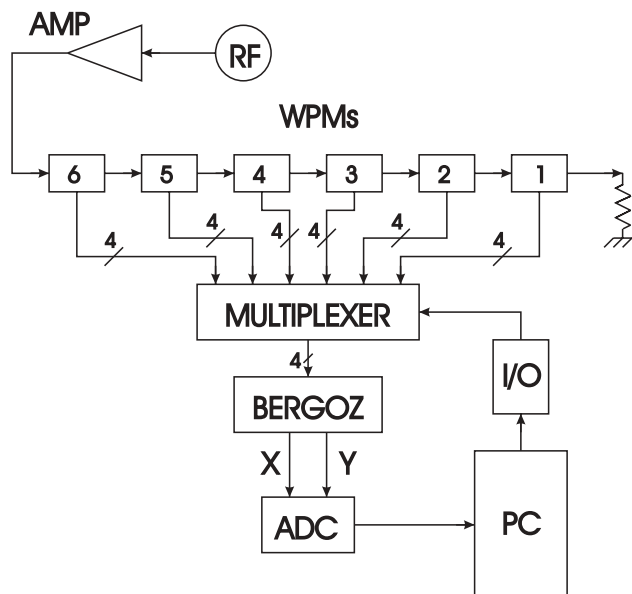 AMP
RF
WPMs
6 5 4 3 2 1
4 4 4 4 4 4
MULTIPLEXER
4
I/O
BERGOZ
X Y
ADC
PC